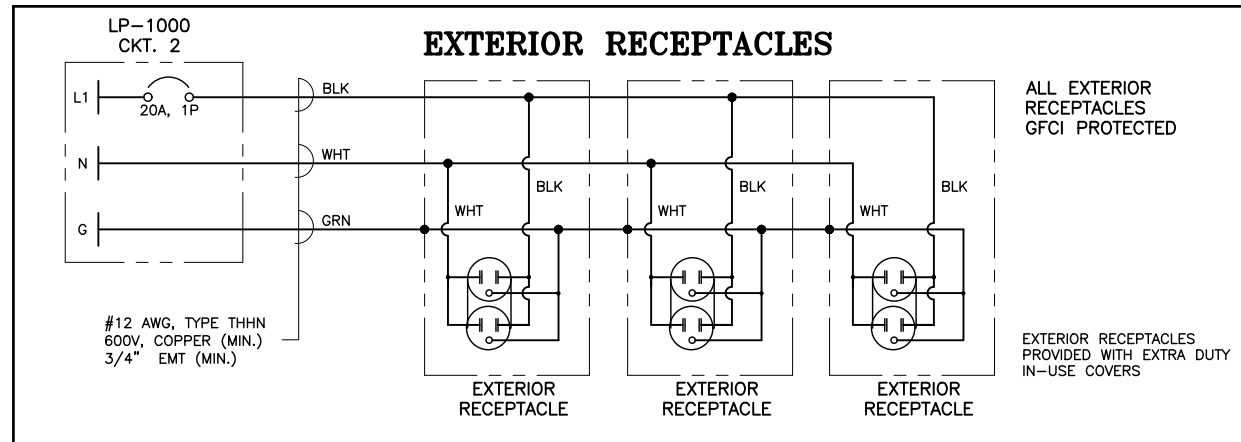 LP-1000
CKT. 2
EXTERIOR RECEPTACLES
L1
20A, 1P
BLK
ALL EXTERIOR
RECEPTACLES
GFCI PROTECTED
N
WHT
BLK
BLK
BLK
G
GRN
WHT
WHT
WHT
#12 AWG, TYPE THHN
600V, COPPER (MIN.)
3/4" EMT (MIN.)
EXTERIOR
RECEPTACLE
EXTERIOR
RECEPTACLE
EXTERIOR
RECEPTACLE
EXTERIOR RECEPTACLES
PROVIDED WITH EXTRA DUTY
IN-USE COVERS